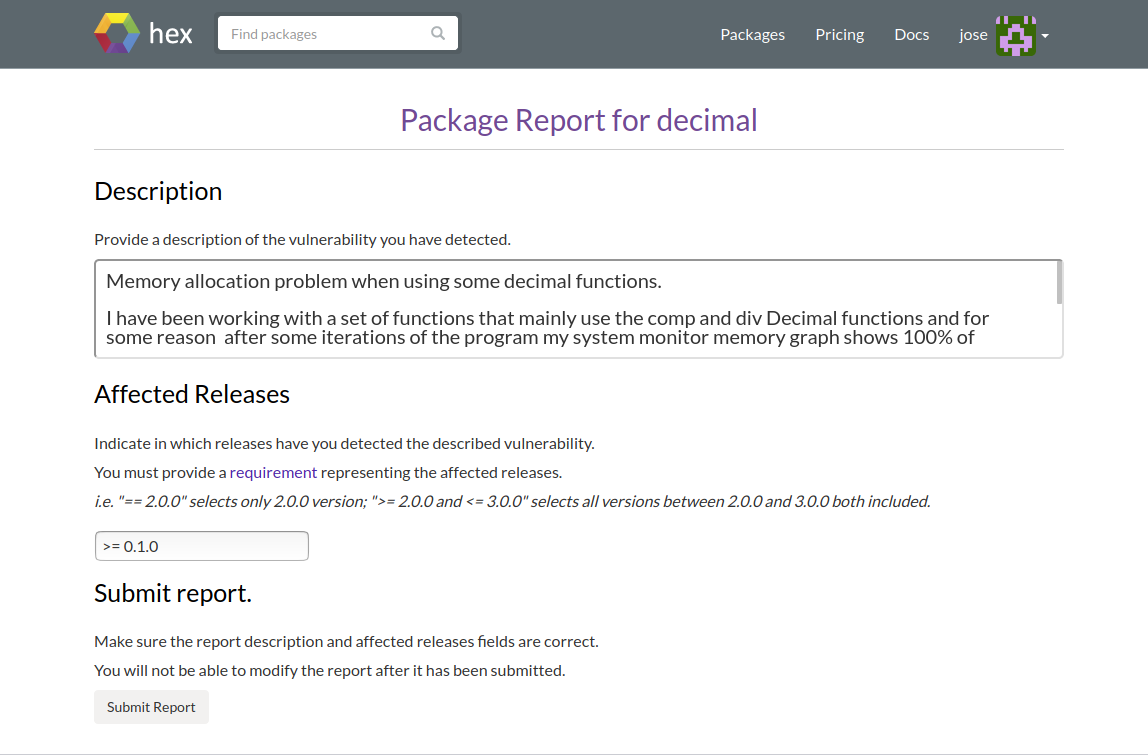 hex
Find packages
Packages
Pricing
Docs
jose
Package Report for decimal
Description
Provide a description of the vulnerability you have detected.
Memory allocation problem when using some decimal functions.
I have been working with a set of functions that mainly use the comp and div Decimal functions and for
some reason  after some iterations of the program my system monitor memory graph shows 100% of
Affected Releases
Indicate in which releases have you detected the described vulnerability.
You must provide a requirement representing the affected releases.
i.e. "== 2.0.0" selects only 2.0.0 version; ">= 2.0.0 and <= 3.0.0" selects all versions between 2.0.0 and 3.0.0 both included.
>= 0.1.0
Submit report.
Make sure the report description and affected releases fields are correct.
You will not be able to modify the report after it has been submitted.
Submit Report